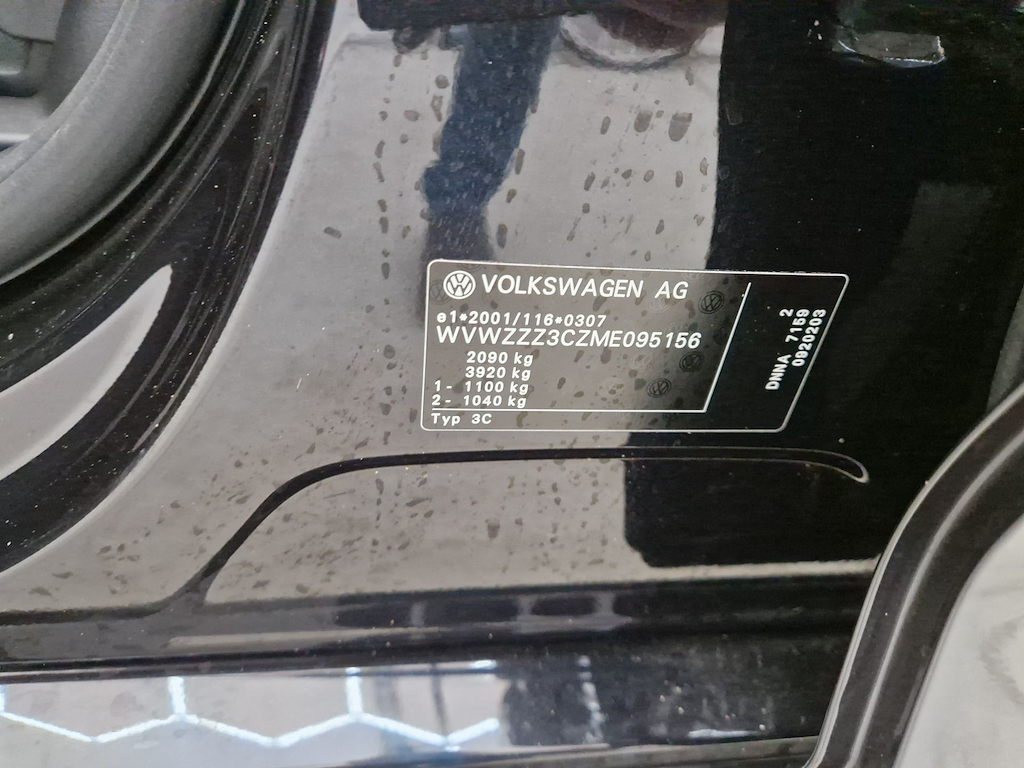 VOLKSWAGEN AG
e1*2001/116*0307
WVWZZZ3CZME095156
2090 kg
3920 kg
1- 1100 kg
2- 1040 kg
Typ 3C
2
DNNA 7159
0920203